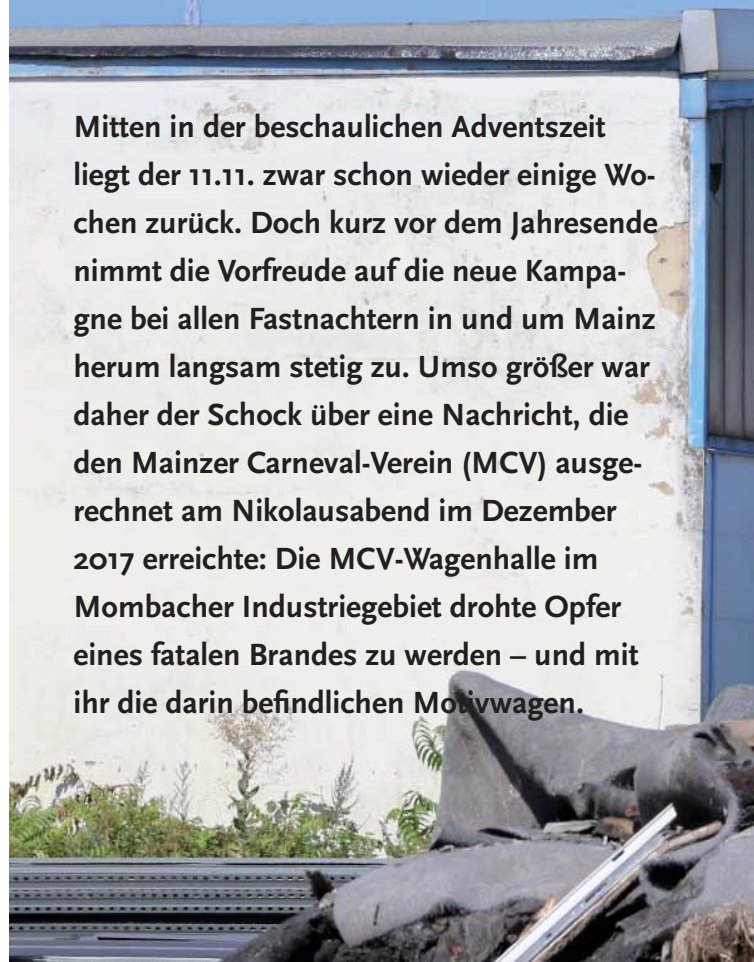 Mitten in der beschaulichen Adventszeit
liegt der 11.11. zwar schon wieder einige Wo-
chen zurück. Doch kurz vor dem Jahresende
nimmt die Vorfreude auf die neue Kampa-
gne bei allen Fastnachtern in und um Mainz
herum langsam stetig zu. Umso größer war
daher der Schock über eine Nachricht, die
den Mainzer Carneval-Verein (MCV) ausge-
rechnet am Nikolausabend im Dezember
2017 erreichte: Die MCV-Wagenhalle im
Mombacher Industriegebiet drohte Opfer
eines fatalen Brandes zu werden – und mit
ihr die darin befindlichen Motivwagen.